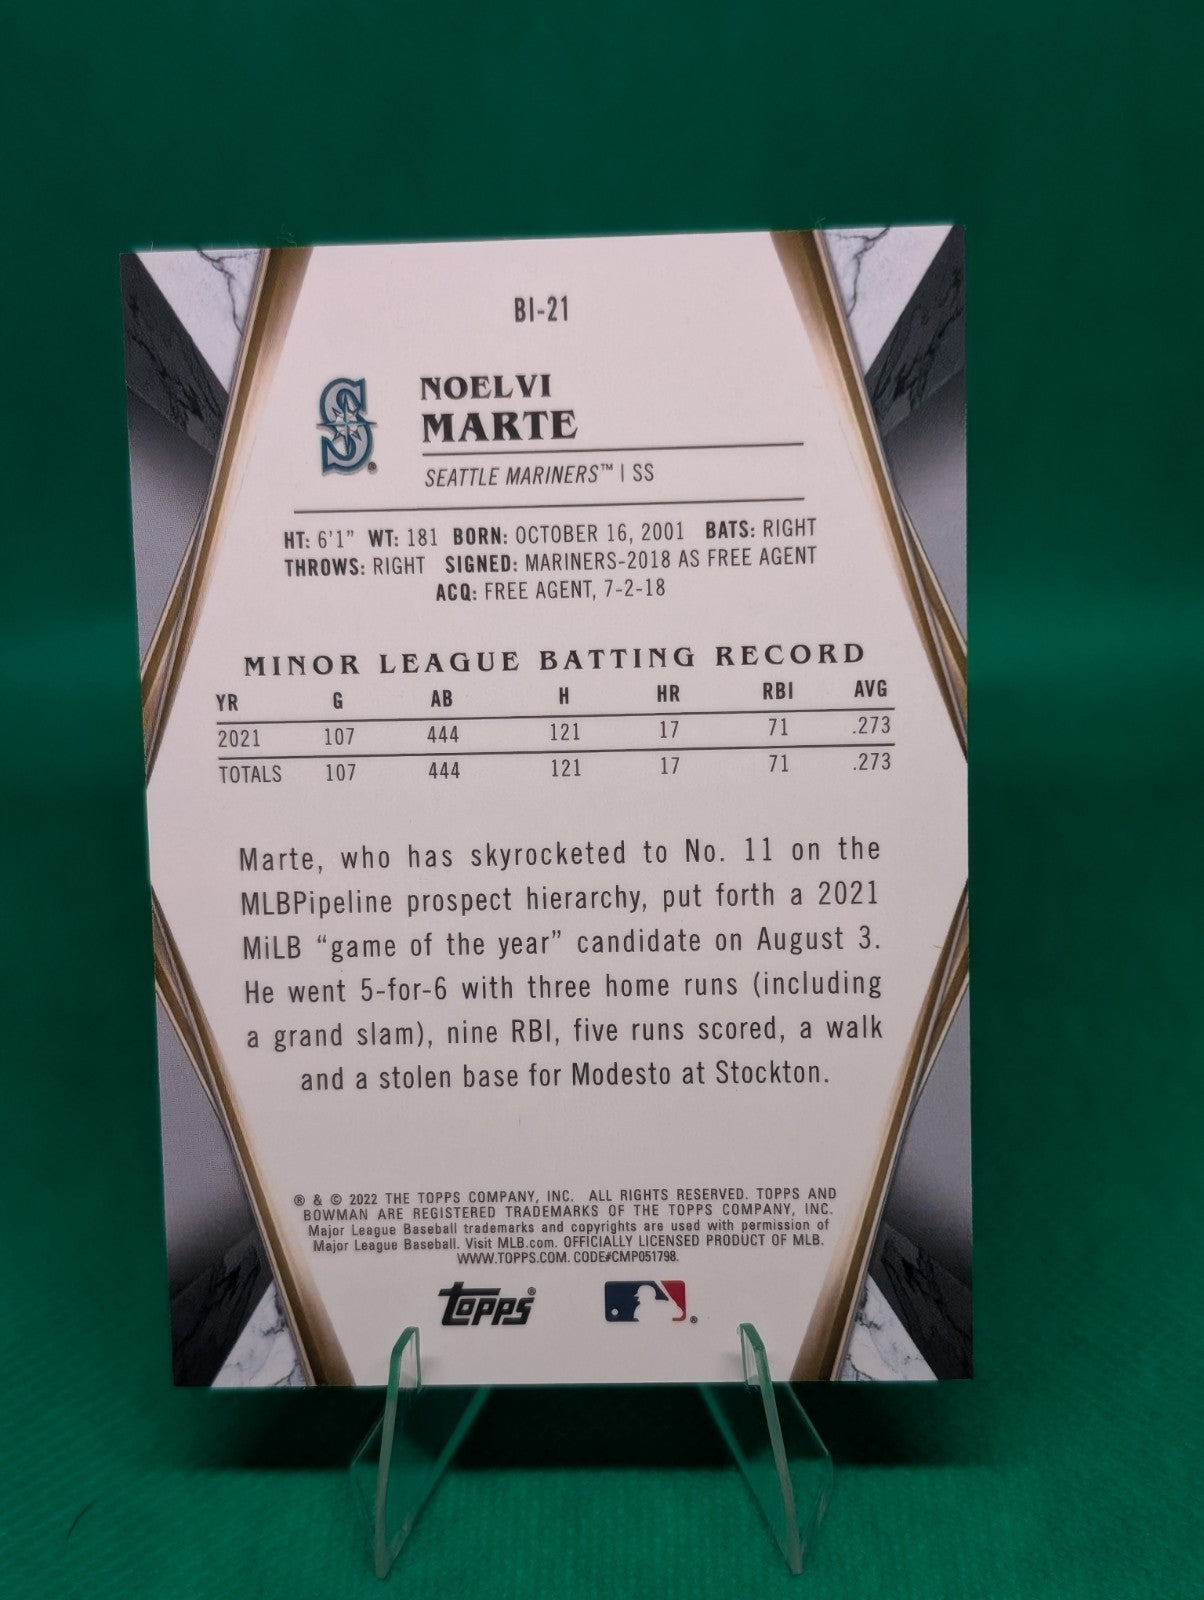 BI-21
S®
NOELVI
MARTE
SEATTLE MARINERS™ | SS
HT: 6'1" WT: 181 BORN: OCTOBER 16, 2001 BATS: RIGHT
THROWS: RIGHT SIGNED: MARINERS-2018 AS FREE AGENT
ACQ: FREE AGENT, 7-2-18
MINOR LEAGUE BATTING RECORD
YR G AB H HR RBI AVG
2021 107 444 121 17 71 .273
TOTALS 107 444 121 17 71 .273
Marte, who has skyrocketed to No. 11 on the
MLBPipeline prospect hierarchy, put forth a 2021
MiLB “game of the year” candidate on August 3.
He went 5-for-6 with three home runs (including
a grand slam), nine RBI, five runs scored, a walk
and a stolen base for Modesto at Stockton.
® & © 2022 THE TOPPS COMPANY, INC. ALL RIGHTS RESERVED. TOPPS AND
BOWMAN ARE REGISTERED TRADEMARKS OF THE TOPPS COMPANY, INC.
Major League Baseball trademarks and copyrights are used with permission of
Major League Baseball. Visit MLB.com. OFFICIALLY LICENSED PRODUCT OF MLB.
WWW.TOPPS.COM. CODE#CMP051798.
Topps® ®